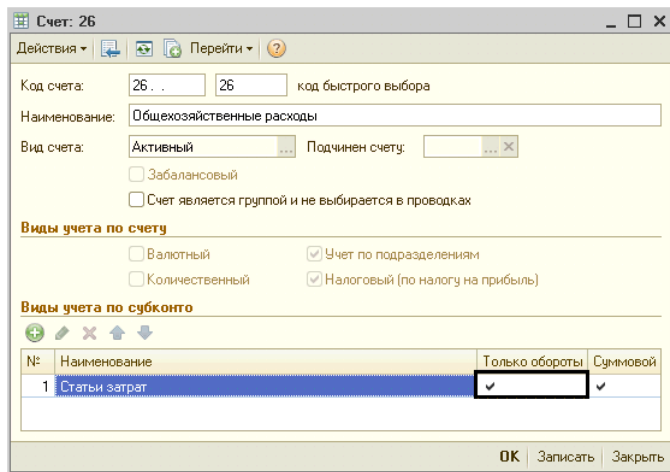 Счет: 26
Действия Перейти ?
Код счета: 26 . . 26 код быстрого выбора
Наименование: Общехозяйственные расходы
Вид счета: Активный ... Подчинен счету: ... ×
Забалансовый
Счет является группой и не выбирается в проводках
Виды учета по счету
Валютный Учет по подразделениям
Количественный Налоговый (по налогу на прибыль)
Виды учета по субконто
№ Наименование Только обороты Суммовой
1 Статьи затрат
ОК Записать Закрыть